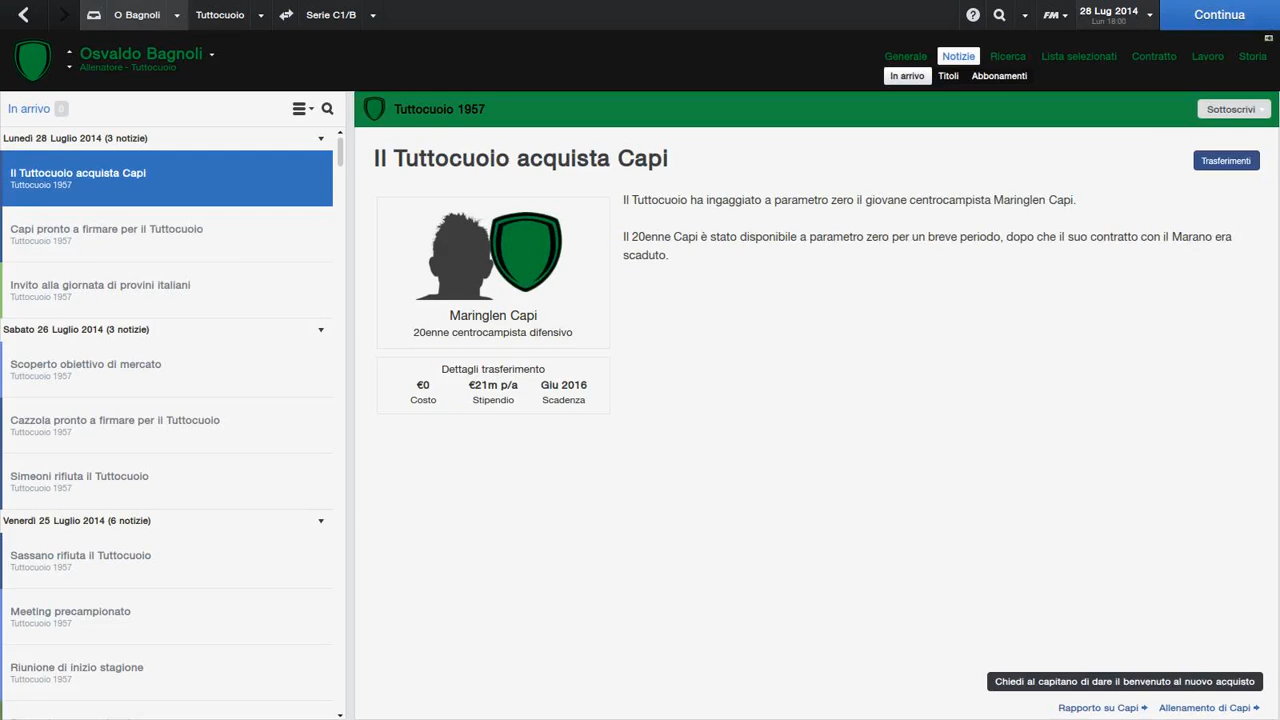 O Bagnoli
Tuttocuoio
Serie C1/B
FM
28 Lug 2014
Lun 18:00
Continua
Osvaldo Bagnoli
Allenatore - Tuttocuoio
Generale
Notizie
Ricerca
Lista selezionati
Contratto
Lavoro
Storia
In arrivo
Titoli
Abbonamenti
In arrivo 0
Lunedì 28 Luglio 2014 (3 notizie)
Il Tuttocuoio acquista Capi
Tuttocuoio 1957
Capi pronto a firmare per il Tuttocuoio
Tuttocuoio 1957
Invito alla giornata di provini italiani
Tuttocuoio 1957
Sabato 26 Luglio 2014 (3 notizie)
Scoperto obiettivo di mercato
Tuttocuoio 1957
Cazzola pronto a firmare per il Tuttocuoio
Tuttocuoio 1957
Simeoni rifiuta il Tuttocuoio
Tuttocuoio 1957
Venerdì 25 Luglio 2014 (6 notizie)
Sassano rifiuta il Tuttocuoio
Tuttocuoio 1957
Meeting precampionato
Tuttocuoio 1957
Riunione di inizio stagione
Tuttocuoio 1957
Tuttocuoio 1957
Sottoscrivi
Il Tuttocuoio acquista Capi
Trasferimenti
Il Tuttocuoio ha ingaggiato a parametro zero il giovane centrocampista Maringlen Capi.
Il 20enne Capi è stato disponibile a parametro zero per un breve periodo, dopo che il suo contratto con il Marano era
scaduto.
Maringlen Capi
20enne centrocampista difensivo
Dettagli trasferimento
€0 €21m p/a Giu 2016
Costo Stipendio Scadenza
Chiedi al capitano di dare il benvenuto al nuovo acquisto
Rapporto su Capi
Allenamento di Capi